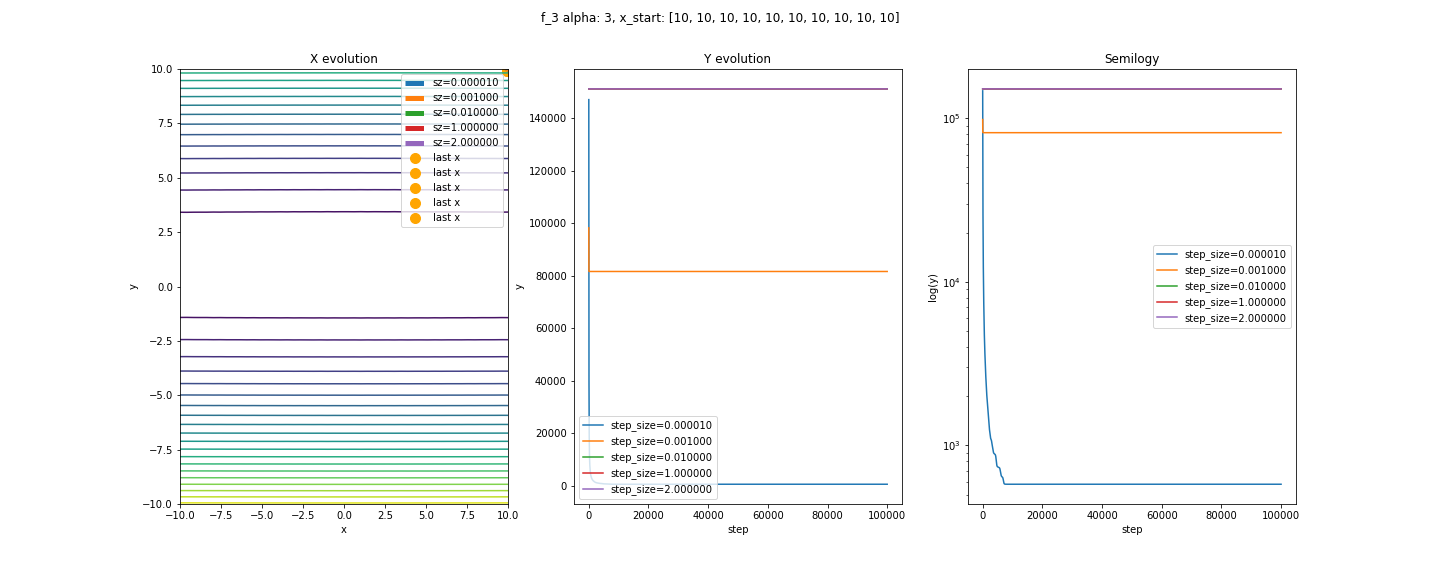 f_3 alpha: 3, x_start: [10, 10, 10, 10, 10, 10, 10, 10, 10, 10]
X evolution
10.0
7.5
5.0
2.5
0.0
−2.5
−5.0
−7.5
−10.0
y
−10.0 −7.5 −5.0 −2.5 0.0 2.5 5.0 7.5 10.0
x
sz=0.000010
sz=0.001000
sz=0.010000
sz=1.000000
sz=2.000000
last x
last x
last x
last x
last x
Y evolution
140000
120000
100000
80000
60000
40000
20000
0
y
0 20000 40000 60000 80000 100000
step
step_size=0.000010
step_size=0.001000
step_size=0.010000
step_size=1.000000
step_size=2.000000
Semilogy
10^5
10^4
10^3
log(y)
0 20000 40000 60000 80000 100000
step
step_size=0.000010
step_size=0.001000
step_size=0.010000
step_size=1.000000
step_size=2.000000